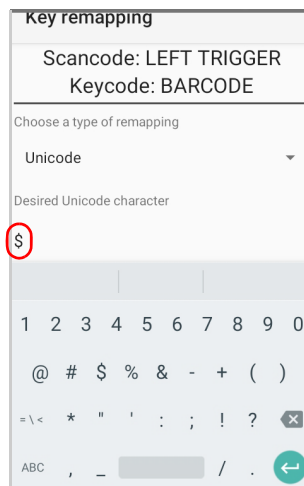 Key remapping
Scancode: LEFT TRIGGER
Keycode: BARCODE
Choose a type of remapping
Unicode
Desired Unicode character
$
1 2 3 4 5 6 7 8 9 0
@ # $ % & - + ( )
= \ < * " ' : ; ! ?
ABC , _ / .